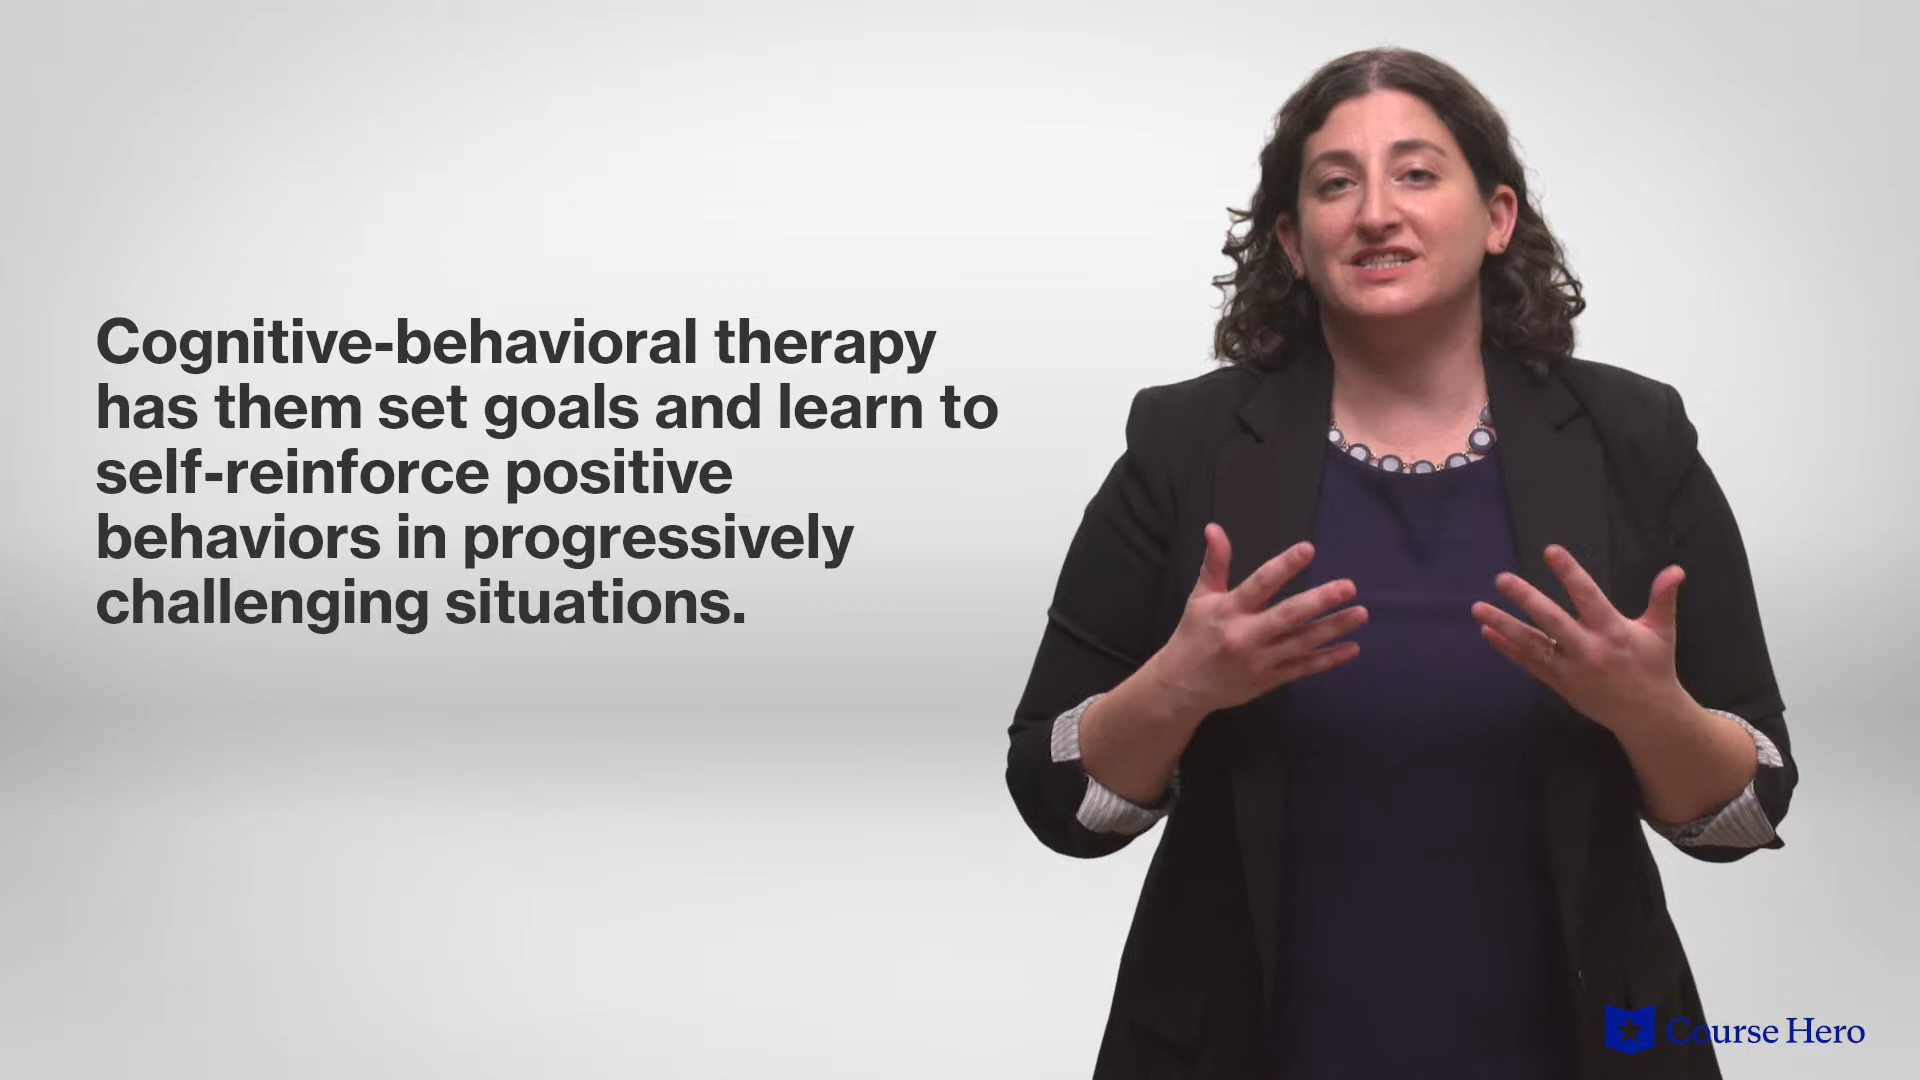 Cognitive-behavioral therapy
has them set goals and learn to
self-reinforce positive
behaviors in progressively
challenging situations.
Course Hero